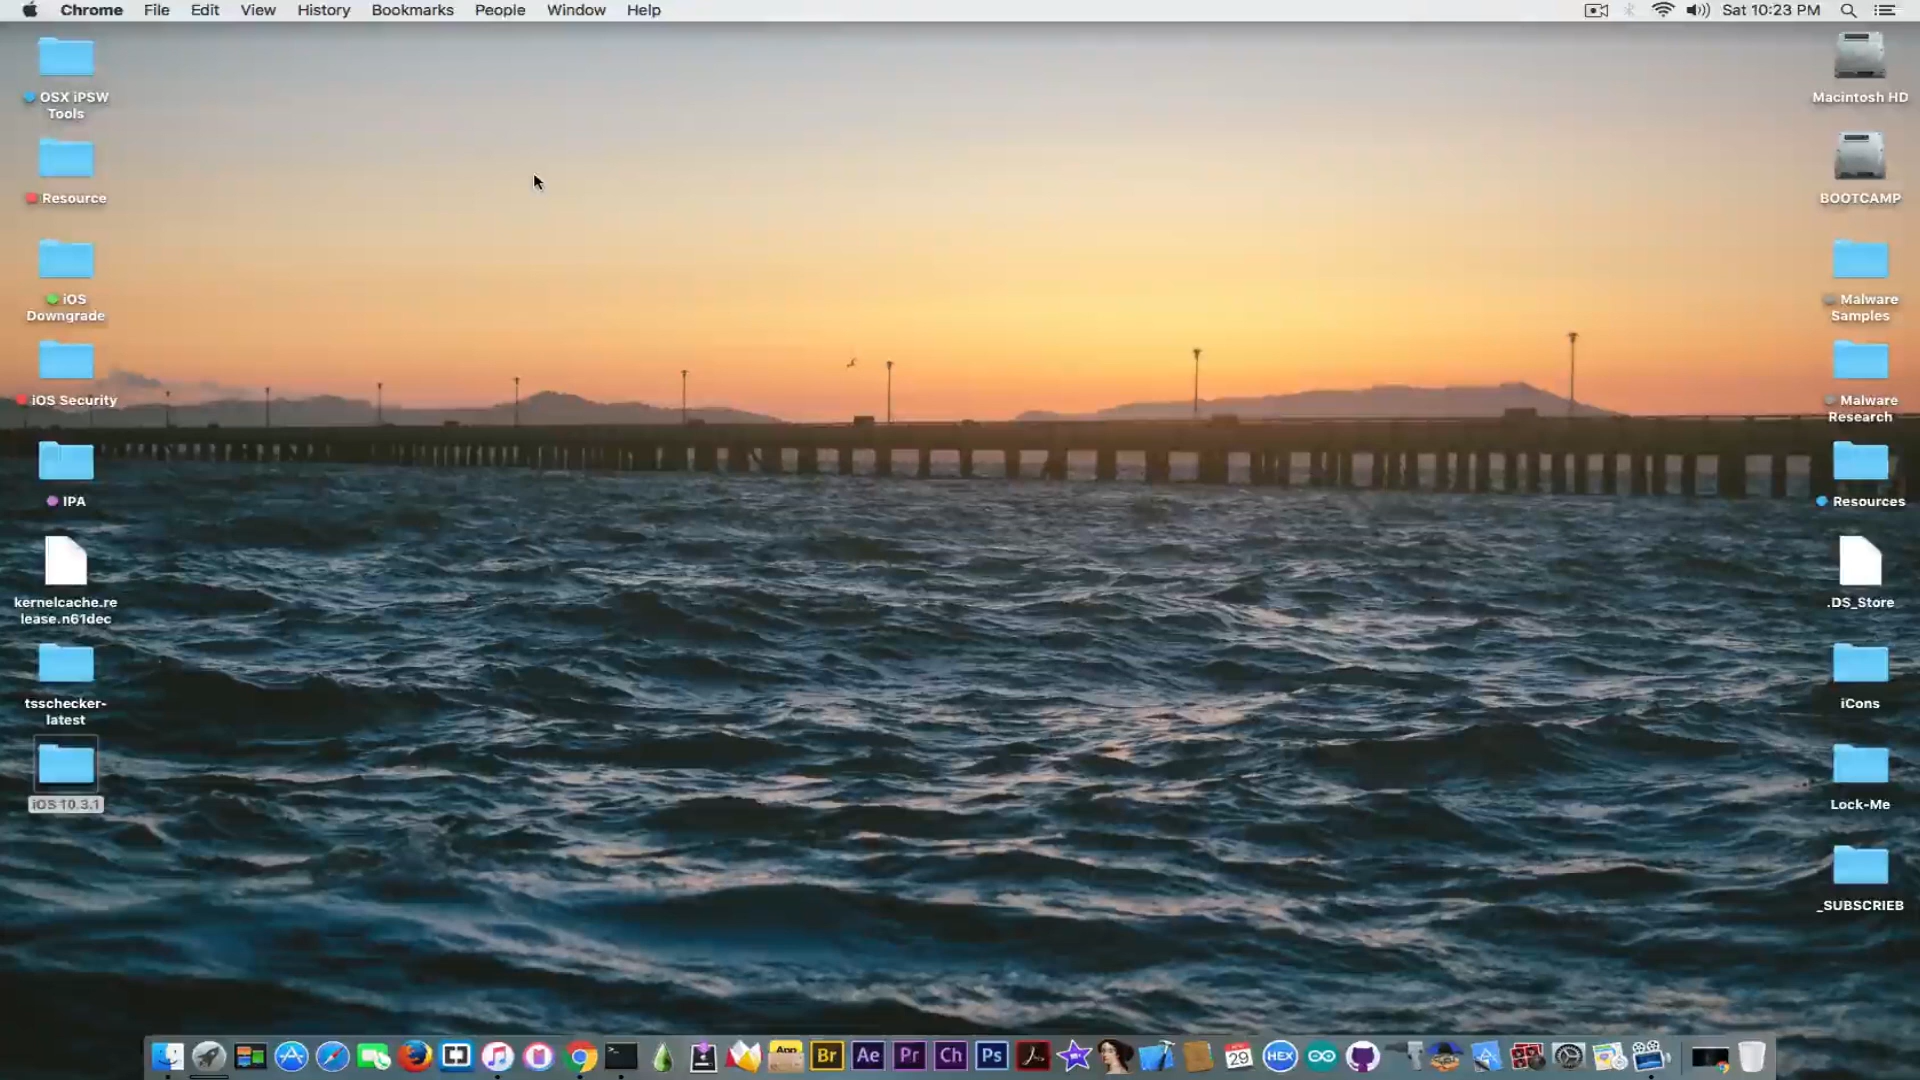 Chrome File Edit View History Bookmarks People Window Help Sat 10:23 PM
OSX iPSW
Tools
Resource
iOS
Downgrade
iOS Security
IPA
kernelcache.re
lease.n61dec
tsschecker-
latest
iOS 10.3.1
Macintosh HD
BOOTCAMP
Malware
Samples
Malware
Research
Resources
.DS_Store
iCons
Lock-Me
_SUBSCRIEB
Br Ae Pr Ch Ps 29 HEX